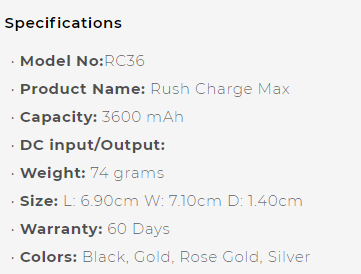 Specifications
· Model No:RC36
· Product Name: Rush Charge Max
· Capacity: 3600 mAh
· DC input/Output:
· Weight: 74 grams
· Size: L: 6.90cm W: 7.10cm D: 1.40cm
· Warranty: 60 Days
· Colors: Black, Gold, Rose Gold, Silver